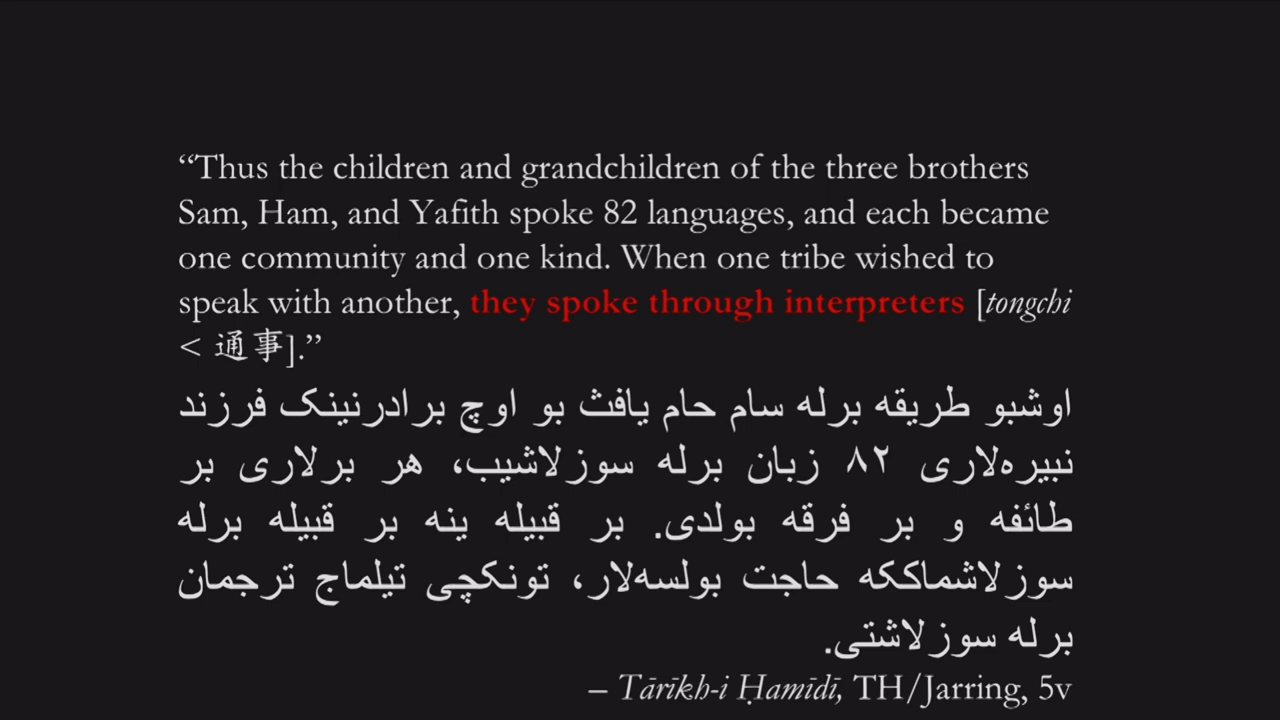 “Thus the children and grandchildren of the three brothers
Sam, Ham, and Yafith spoke 82 languages, and each became
one community and one kind. When one tribe wished to
speak with another, they spoke through interpreters [tongchi
< 通事].”
اوشبو طریقه برله سام حام یافث بو اوچ برادرنینک فرزند
نبیرهلاری ۸۲ زبان برله سوزلاشیب، هر برلاری بر
طائفه و بر فرقه بولدی. بر قبیله ینه بر قبیله برله
سوزلاشماککه حاجت بولسهلار، تونکچی تیلماج ترجمان
برله سوزلاشتی.
– Tārīkh-i Ḥamīdī, TH/Jarring, 5v